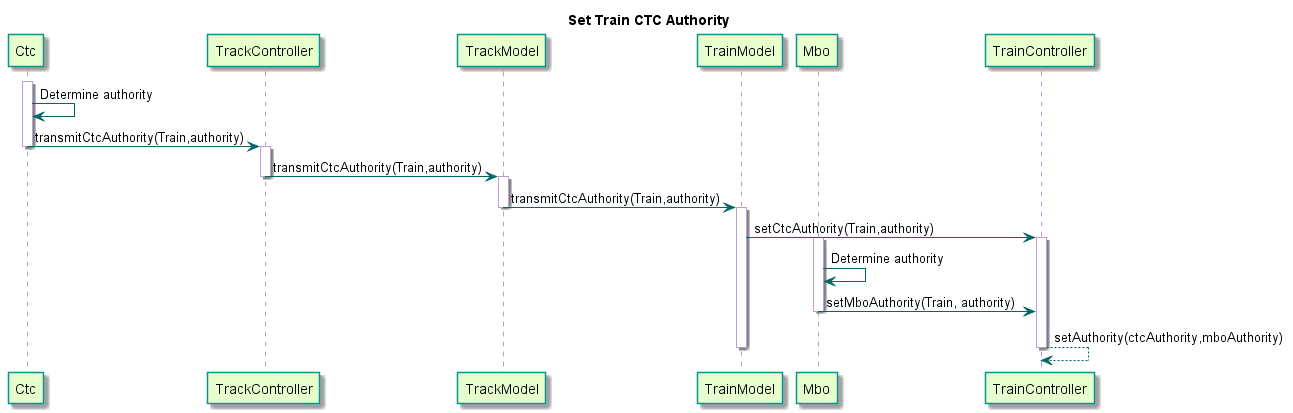 Set Train CTC Authority
Ctc TrackController TrackModel TrainModel Mbo TrainController
Determine authority
transmitCtcAuthority(Train,authority)
transmitCtcAuthority(Train,authority)
transmitCtcAuthority(Train,authority)
setCtcAuthority(Train,authority)
Determine authority
setMboAuthority(Train, authority)
setAuthority(ctcAuthority,mboAuthority)
Ctc TrackController TrackModel TrainModel Mbo TrainController